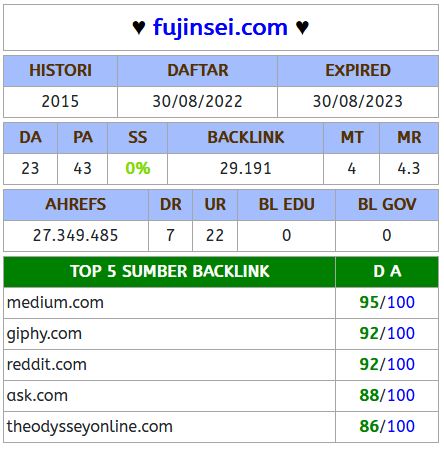 ♥ fujinsei.com ♥
HISTORI DAFTAR EXPIRED
2015 30/08/2022 30/08/2023
DA PA SS BACKLINK MT MR
23 43 0% 29.191 4 4.3
AHREFS DR UR BL EDU BL GOV
27.349.485 7 22 0 0
TOP 5 SUMBER BACKLINK D A
medium.com 95/100
giphy.com 92/100
reddit.com 92/100
ask.com 88/100
theodysseyonline.com 86/100